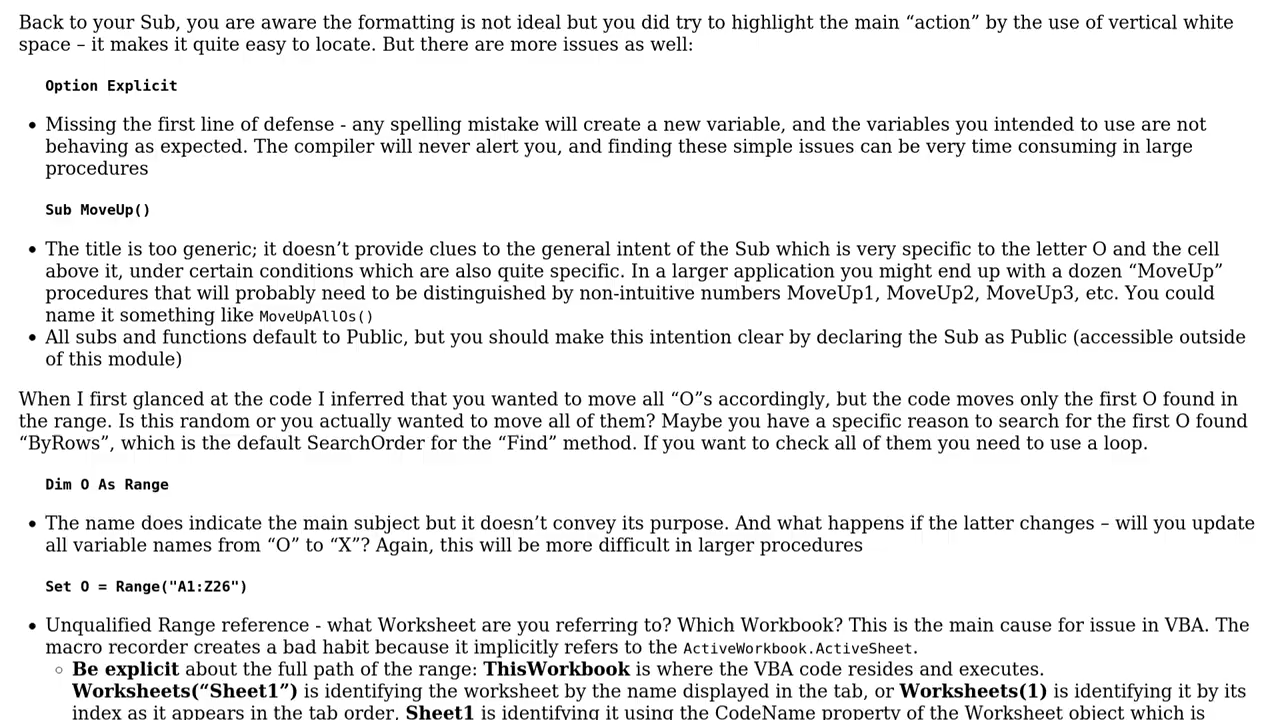 Back to your Sub, you are aware the formatting is not ideal but you did try to highlight the main “action” by the use of vertical white
space – it makes it quite easy to locate. But there are more issues as well:
Option Explicit
• Missing the first line of defense - any spelling mistake will create a new variable, and the variables you intended to use are not
behaving as expected. The compiler will never alert you, and finding these simple issues can be very time consuming in large
procedures
Sub MoveUp()
• The title is too generic; it doesn’t provide clues to the general intent of the Sub which is very specific to the letter O and the cell
above it, under certain conditions which are also quite specific. In a larger application you might end up with a dozen “MoveUp”
procedures that will probably need to be distinguished by non-intuitive numbers MoveUp1, MoveUp2, MoveUp3, etc. You could
name it something like MoveUpAllOs()
• All subs and functions default to Public, but you should make this intention clear by declaring the Sub as Public (accessible outside
of this module)
When I first glanced at the code I inferred that you wanted to move all “O”s accordingly, but the code moves only the first O found in
the range. Is this random or you actually wanted to move all of them? Maybe you have a specific reason to search for the first O found
“ByRows”, which is the default SearchOrder for the “Find” method. If you want to check all of them you need to use a loop.
Dim O As Range
• The name does indicate the main subject but it doesn’t convey its purpose. And what happens if the latter changes – will you update
all variable names from “O” to “X”? Again, this will be more difficult in larger procedures
Set O = Range("A1:Z26")
• Unqualified Range reference - what Worksheet are you referring to? Which Workbook? This is the main cause for issue in VBA. The
macro recorder creates a bad habit because it implicitly refers to the ActiveWorkbook.ActiveSheet.
◦ Be explicit about the full path of the range: ThisWorkbook is where the VBA code resides and executes.
Worksheets(“Sheet1”) is identifying the worksheet by the name displayed in the tab, or Worksheets(1) is identifying it by its
index as it appears in the tab order, Sheet1 is identifying it using the CodeName property of the Worksheet object which is